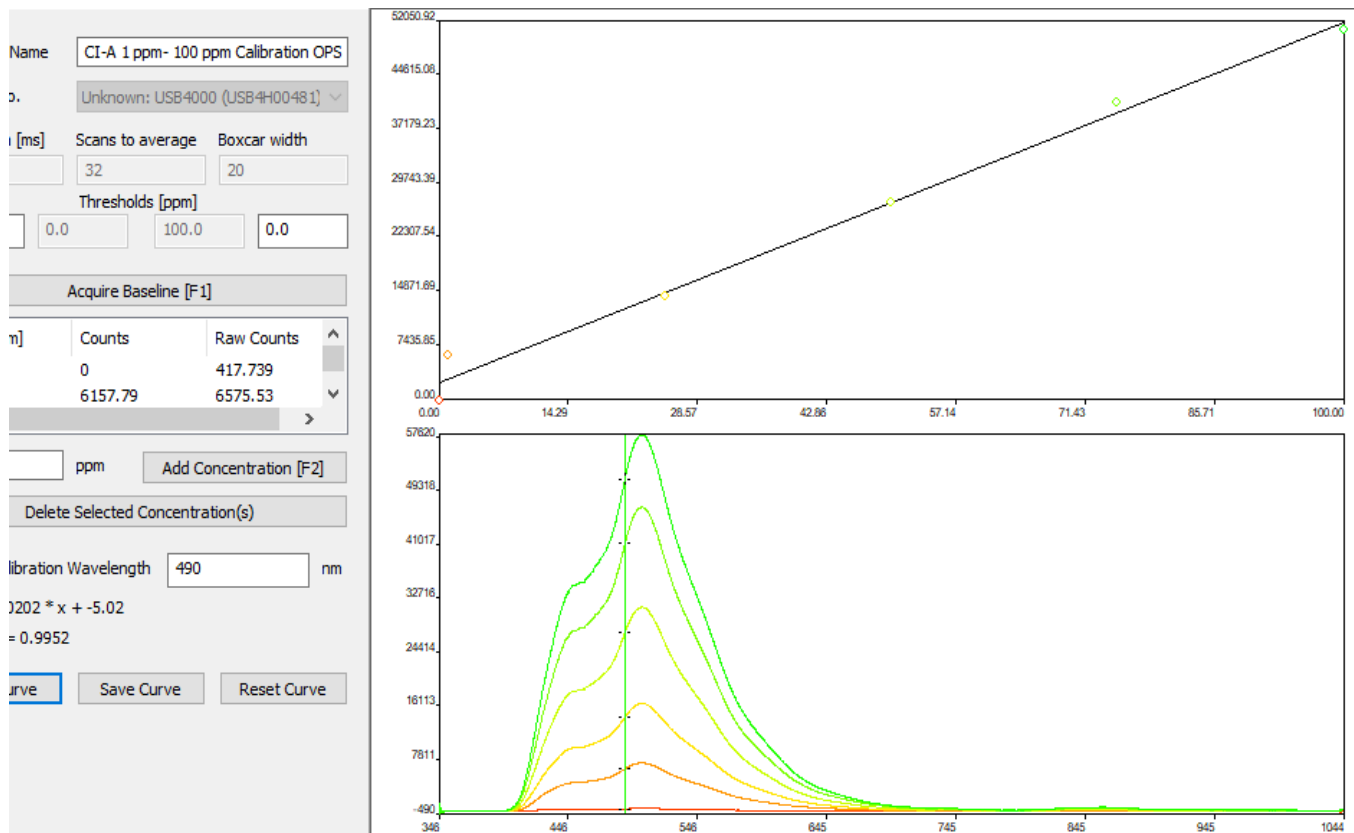 Name CI-A 1 ppm- 100 ppm Calibration OPS
o. Unknown: USB4000 (USB4H00481)
[ms] Scans to average Boxcar width
32 20
Thresholds [ppm]
0.0 100.0 0.0
Acquire Baseline [F1]
m] Counts Raw Counts
0 417.739
6157.79 6575.53
ppm Add Concentration [F2]
Delete Selected Concentration(s)
libration Wavelength 490 nm
0202 * x + -5.02
= 0.9952
urve Save Curve Reset Curve
52050.92
44615.08
37179.23
29743.39
22307.54
14871.69
7435.85
0.00
0.00 14.29 28.57 42.86 57.14 71.43 85.71 100.00
57620
49318
41017
32716
24414
16113
7811
-490
346 446 546 645 745 845 945 1044